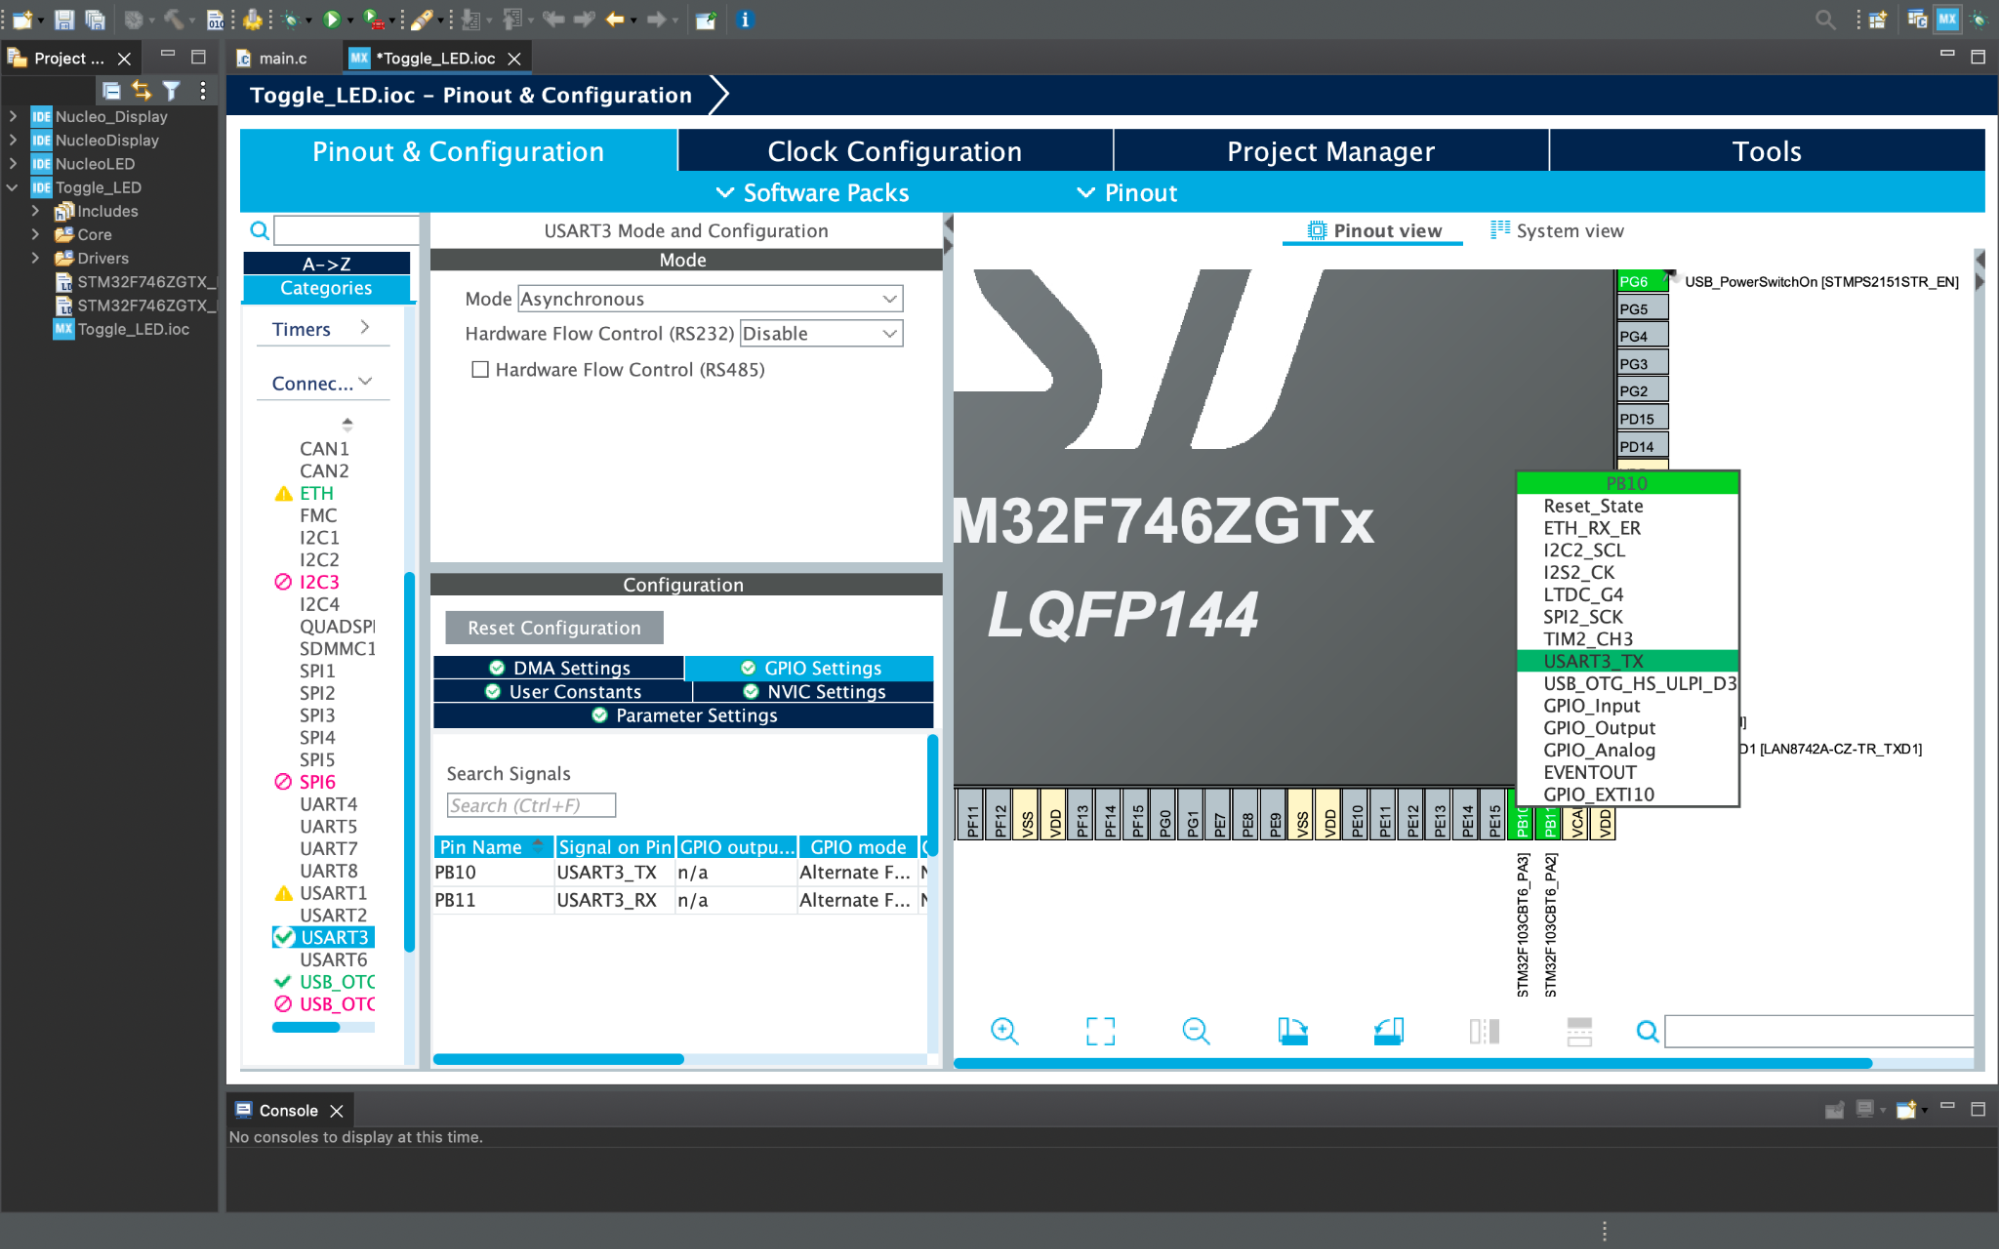 Project ...
main.c
MX *Toggle_LED.ioc
MX
Toggle_LED.ioc – Pinout & Configuration
IDE Nucleo_Display
IDE NucleoDisplay
IDE NucleoLED
IDE Toggle_LED
Includes
Core
Drivers
STM32F746ZGTX_
STM32F746ZGTX_
MX Toggle_LED.ioc
Pinout & Configuration
Clock Configuration
Project Manager
Tools
Software Packs
Pinout
A->Z
Categories
Timers
Connec...
CAN1
CAN2
ETH
FMC
I2C1
I2C2
I2C3
I2C4
QUADSPI
SDMMC1
SPI1
SPI2
SPI3
SPI4
SPI5
SPI6
UART4
UART5
UART7
UART8
USART1
USART2
USART3
USART6
USB_OTG
USB_OTG
USART3 Mode and Configuration
Mode
Mode Asynchronous
Hardware Flow Control (RS232) Disable
Hardware Flow Control (RS485)
Configuration
Reset Configuration
DMA Settings
GPIO Settings
User Constants
NVIC Settings
Parameter Settings
Search Signals
Search (Ctrl+F)
Pin Name Signal on Pin GPIO outpu... GPIO mode
PB10 USART3_TX n/a Alternate F...
PB11 USART3_RX n/a Alternate F...
Pinout view
System view
PG6 USB_PowerSwitchOn [STMPS2151STR_EN]
PG5
PG4
PG3
PG2
PD15
PD14
M32F746ZGTx
LQFP144
PB10
Reset_State
ETH_RX_ER
I2C2_SCL
I2S2_CK
LTDC_G4
SPI2_SCK
TIM2_CH3
USART3_TX
USB_OTG_HS_ULPI_D3
GPIO_Input
GPIO_Output
GPIO_Analog
EVENTOUT
GPIO_EXTI10
D1 [LAN8742A-CZ-TR_TXD1]
PF11 PF12 VSS VDD PF13 PF14 PF15 PG0 PG1 PE7 PE8 PE9 VSS VDD PE10 PE11 PE12 PE13 PE14 PE15 PB10 PB11 VCA VDD
STM32F103CBT6_PA3]
STM32F103CBT6_PA2]
Console
No consoles to display at this time.